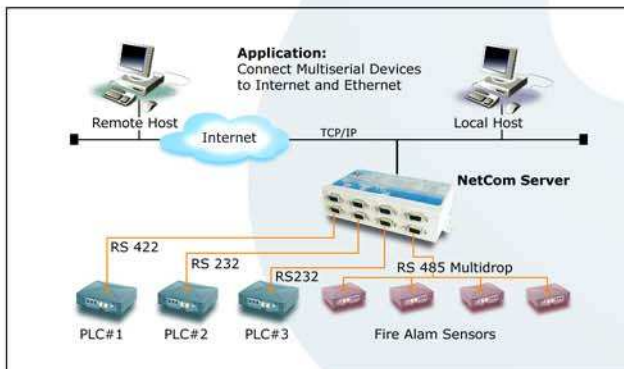 Application:
Connect Multiserial Devices
to Internet and Ethernet
Remote Host
Internet
TCP/IP
Local Host
NetCom Server
RS 422
RS 232
RS232
RS 485 Multidrop
PLC#1
PLC#2
PLC#3
Fire Alam Sensors